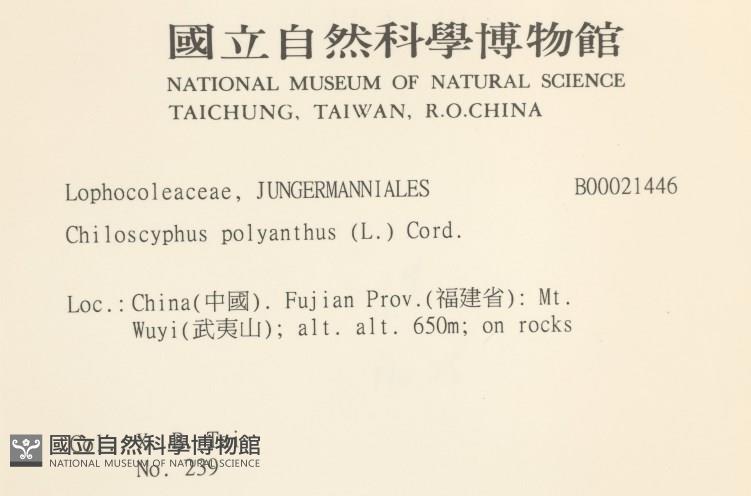 國立自然科學博物館
NATIONAL MUSEUM OF NATURAL SCIENCE
TAICHUNG, TAIWAN, R.O.CHINA
Lophocoleaceae, JUNGERMANNIALES B00021446
Chiloscyphus polyanthus (L.) Cord.
Loc.: China(中國). Fujian Prov.(福建省): Mt.
Wuyi(武夷山); alt. alt. 650m; on rocks
國立自然科學博物館
NATIONAL MUSEUM OF NATURAL SCIENCE
No. 239